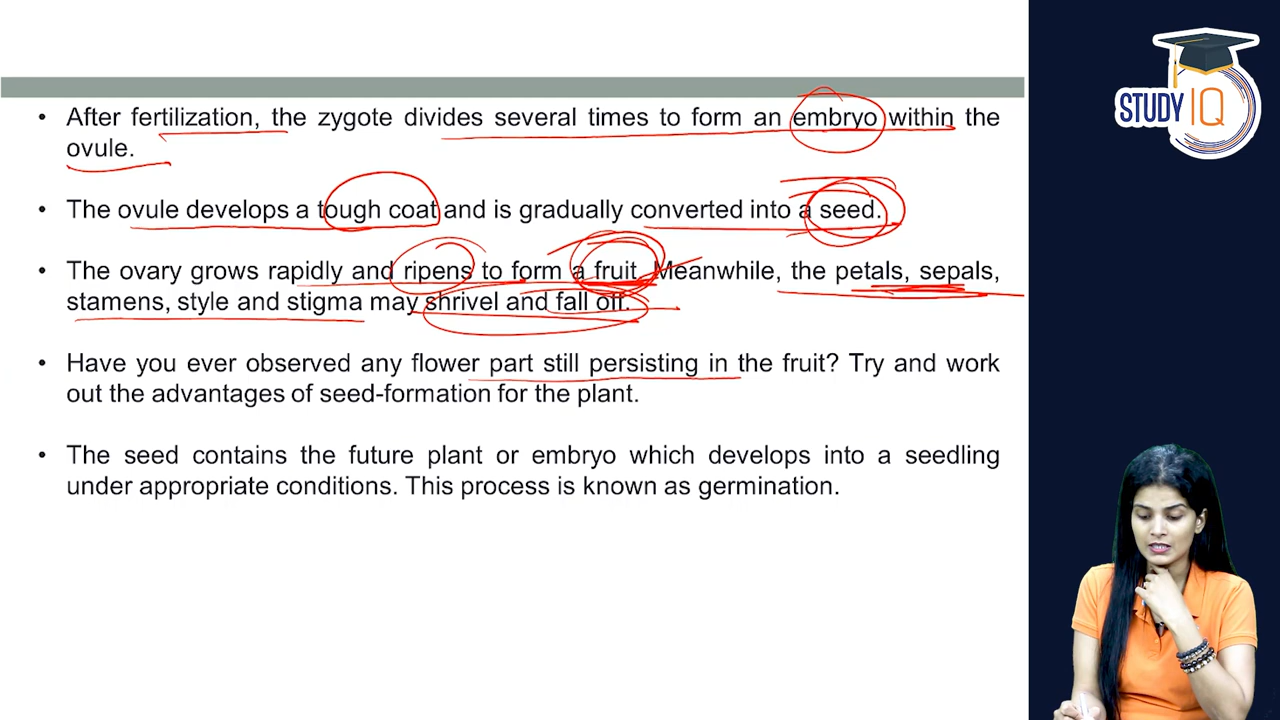 • After fertilization, the zygote divides several times to form an embryo within the
ovule.
• The ovule develops a tough coat and is gradually converted into a seed.
• The ovary grows rapidly and ripens to form a fruit. Meanwhile, the petals, sepals,
stamens, style and stigma may shrivel and fall off.
• Have you ever observed any flower part still persisting in the fruit? Try and work
out the advantages of seed-formation for the plant.
• The seed contains the future plant or embryo which develops into a seedling
under appropriate conditions. This process is known as germination.
STUDY IQ